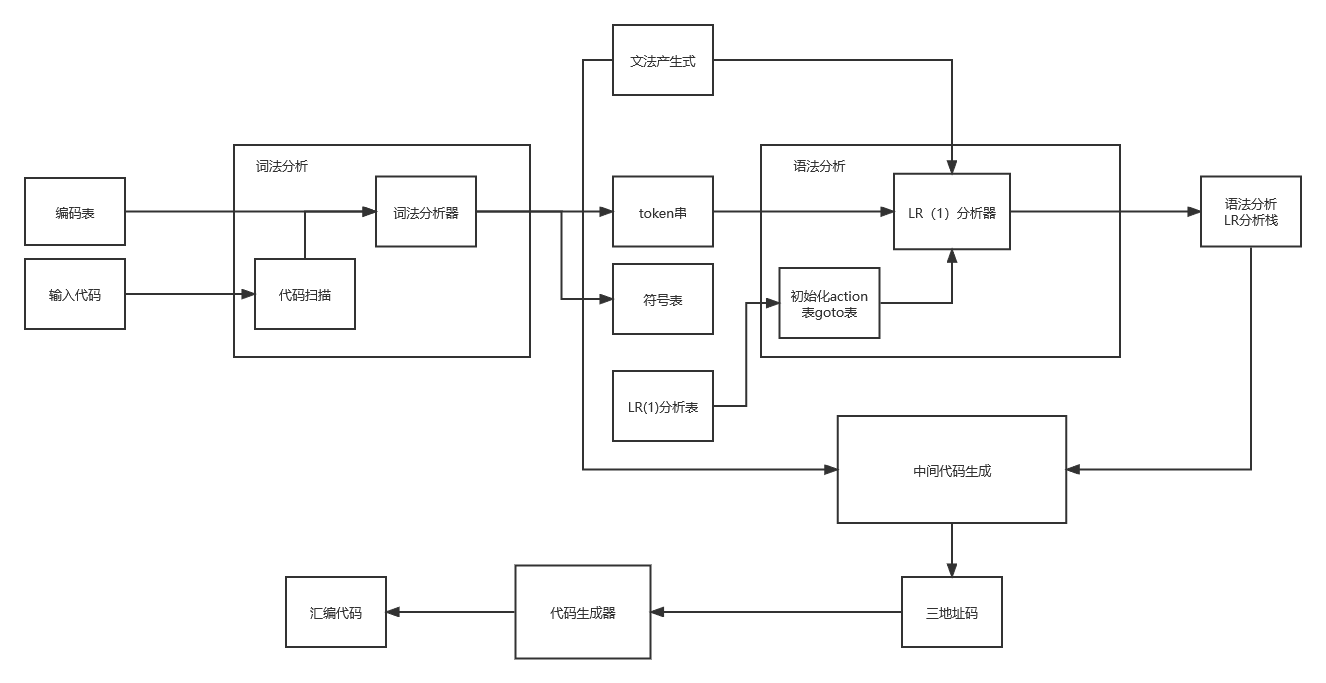 文法产生式
词法分析
语法分析
编码表
词法分析器
token串
LR（1）分析器
语法分析
LR分析栈
输入代码
代码扫描
符号表
初始化action
表goto表
LR(1)分析表
中间代码生成
汇编代码
代码生成器
三地址码